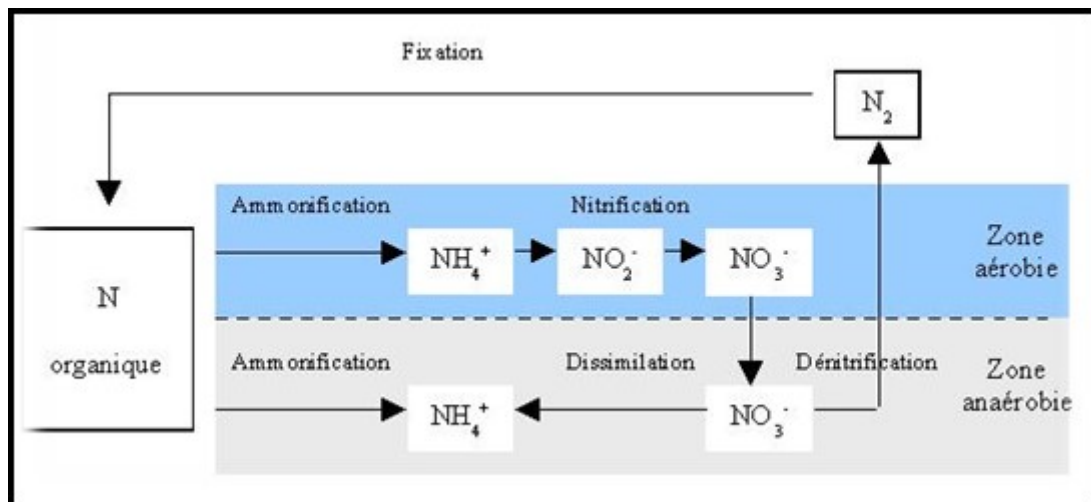 Fixation
N₂
Ammonification
Nitrification
Zone
aérobie
NH₄⁺
NO₂⁻
NO₃⁻
N
organique
Ammonification
Dissimilation
Dénitrification
Zone
anaérobie
NH₄⁺
NO₃⁻